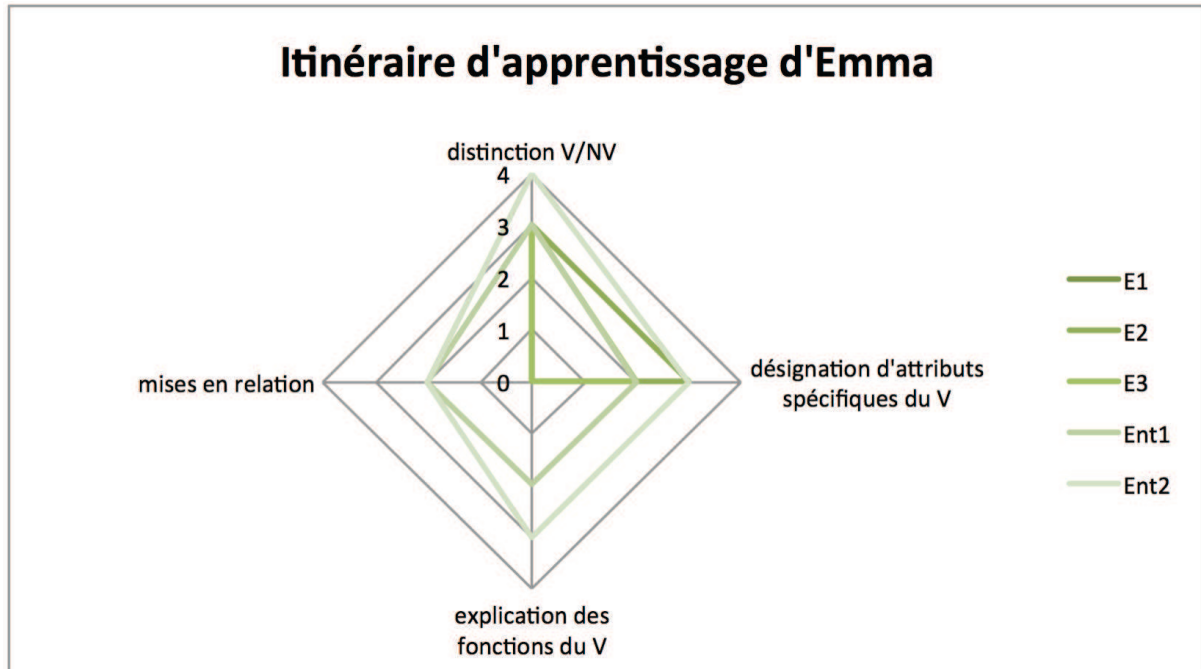 Itinéraire d'apprentissage d'Emma
distinction V/NV
4
3
2
1
0
mises en relation
désignation d'attributs
spécifiques du V
explication des
fonctions du V
E1
E2
E3
Ent1
Ent2